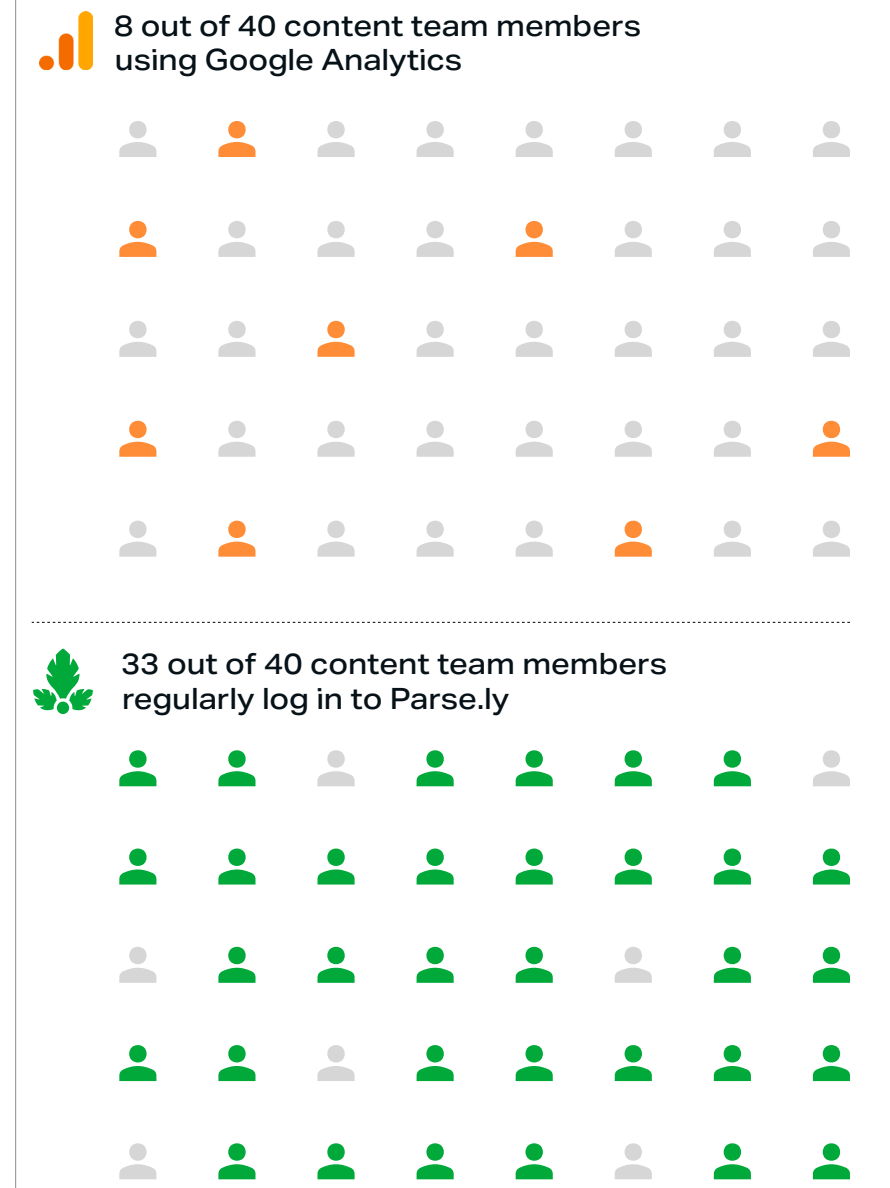 8 out of 40 content team members
using Google Analytics
33 out of 40 content team members
regularly log in to Parse.ly